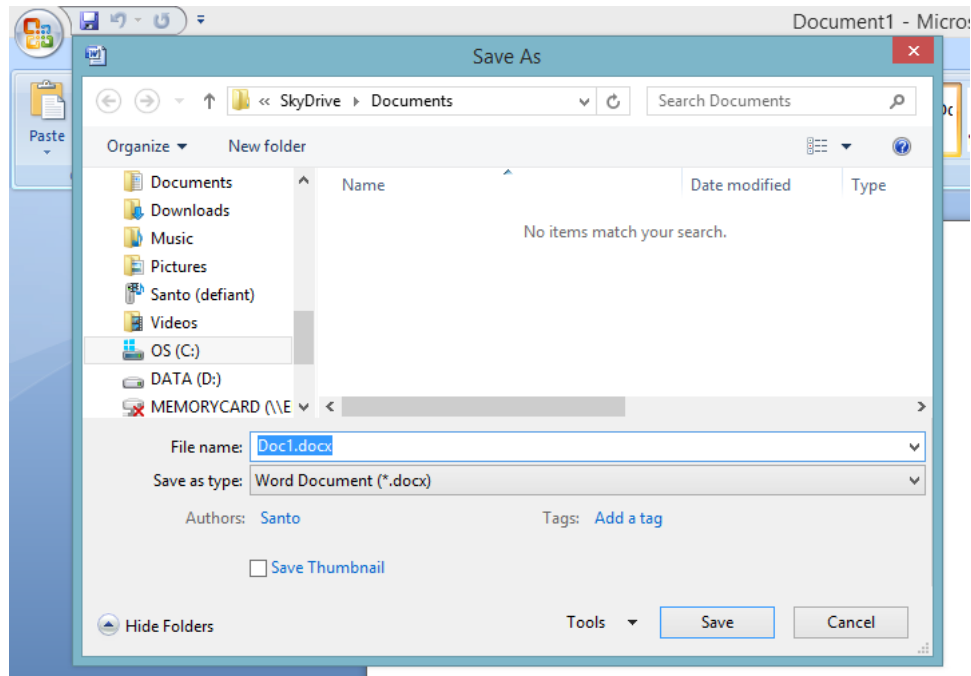 Document1 - Micros
Save As
« SkyDrive Documents
Search Documents
Paste
Organize
New folder
Documents
Name
Date modified
Type
Downloads
Music
No items match your search.
Pictures
Santo (defiant)
Videos
OS (C:)
DATA (D:)
MEMORYCARD (\\E
File name: Doc1.docx
Save as type: Word Document (*.docx)
Authors: Santo
Tags: Add a tag
Save Thumbnail
Hide Folders
Tools
Save
Cancel